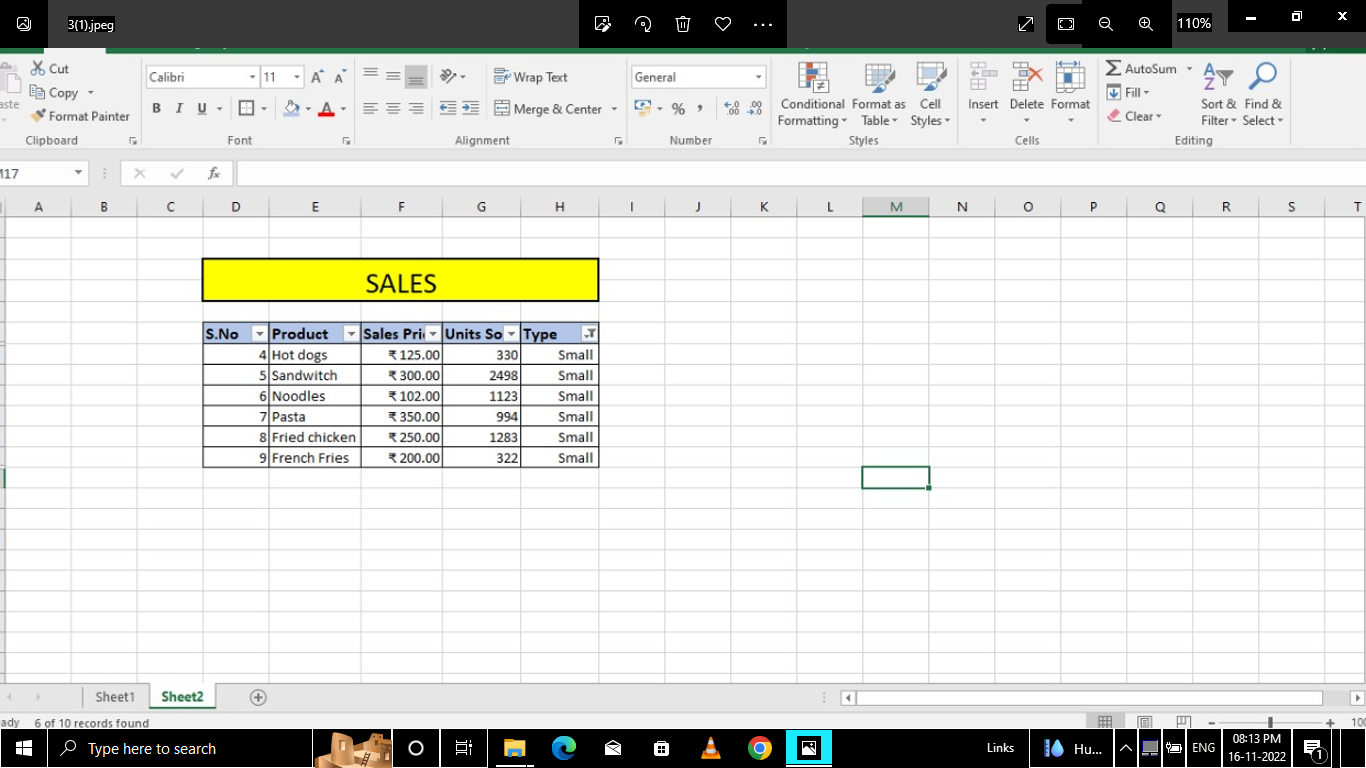 3(1).jpeg
110%
Cut
Copy
aste
Format Painter
Clipboard
Calibri
11
A A
B I U
A
Font
Wrap Text
Merge & Center
Alignment
General
%
Number
Conditional Formatting
Format as Table
Cell Styles
Styles
Insert
Delete
Format
Cells
AutoSum
Fill
Clear
Sort & Filter
Find & Select
Editing
17
fx
A B C D E F G H I J K L M N O P Q R S T
SALES
S.No Product Sales Pri Units So Type
4 Hot dogs ₹ 125.00 330 Small
5 Sandwitch ₹ 300.00 2498 Small
6 Noodles ₹ 102.00 1123 Small
7 Pasta ₹ 350.00 994 Small
8 Fried chicken ₹ 250.00 1283 Small
9 French Fries ₹ 200.00 322 Small
Sheet1 Sheet2
ady 6 of 10 records found
100
Type here to search
Links
Hu...
ENG
08:13 PM
16-11-2022
1